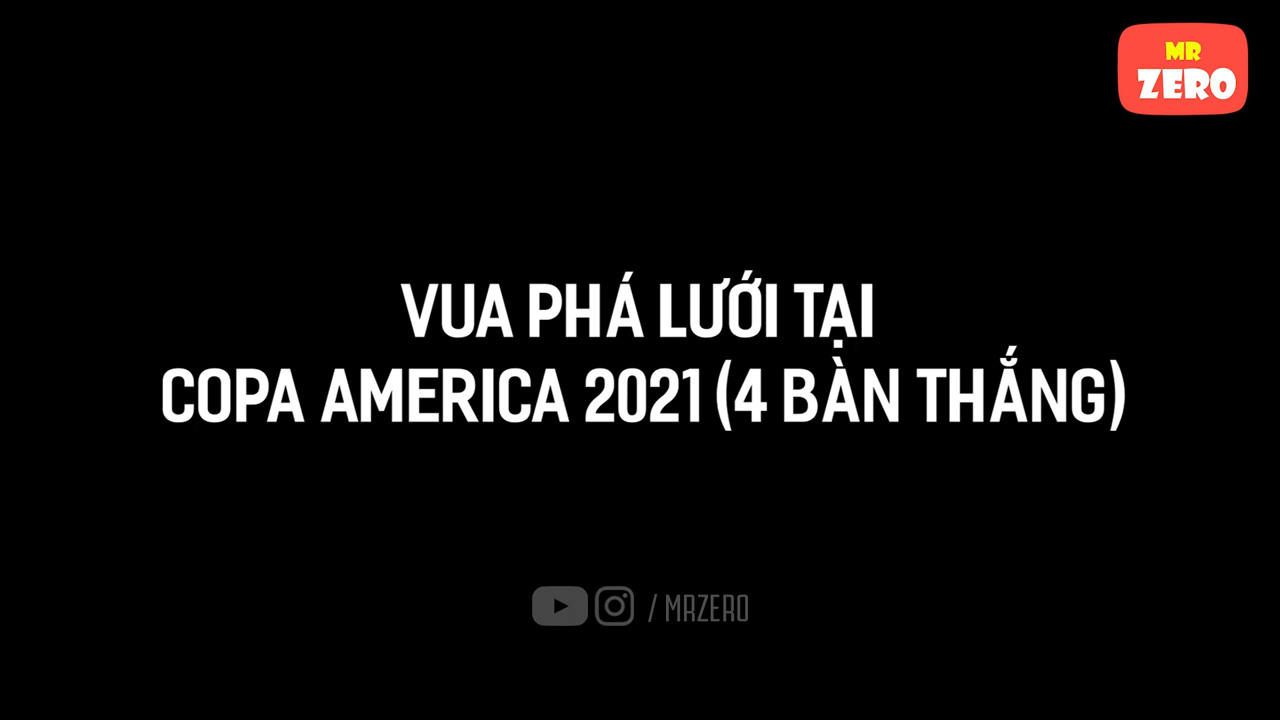 MR
ZERO
VUA PHÁ LƯỚI TẠI
COPA AMERICA 2021 (4 BÀN THẮNG)
/ MRZERO